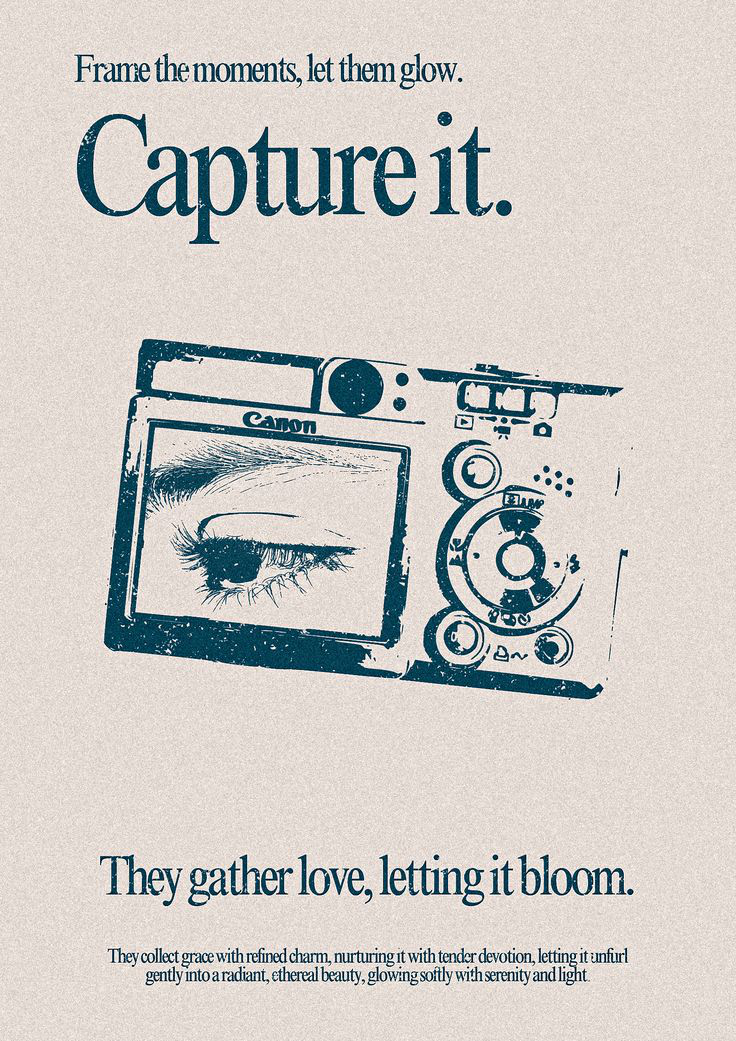 Frame the moments, let them glow.
Capture it.
Canon
They gather love, letting it bloom.
They collect grace with refined charm, nurturing it with tender devotion, letting it unfurl
gently into a radiant, ethereal beauty, glowing softly with serenity and light.